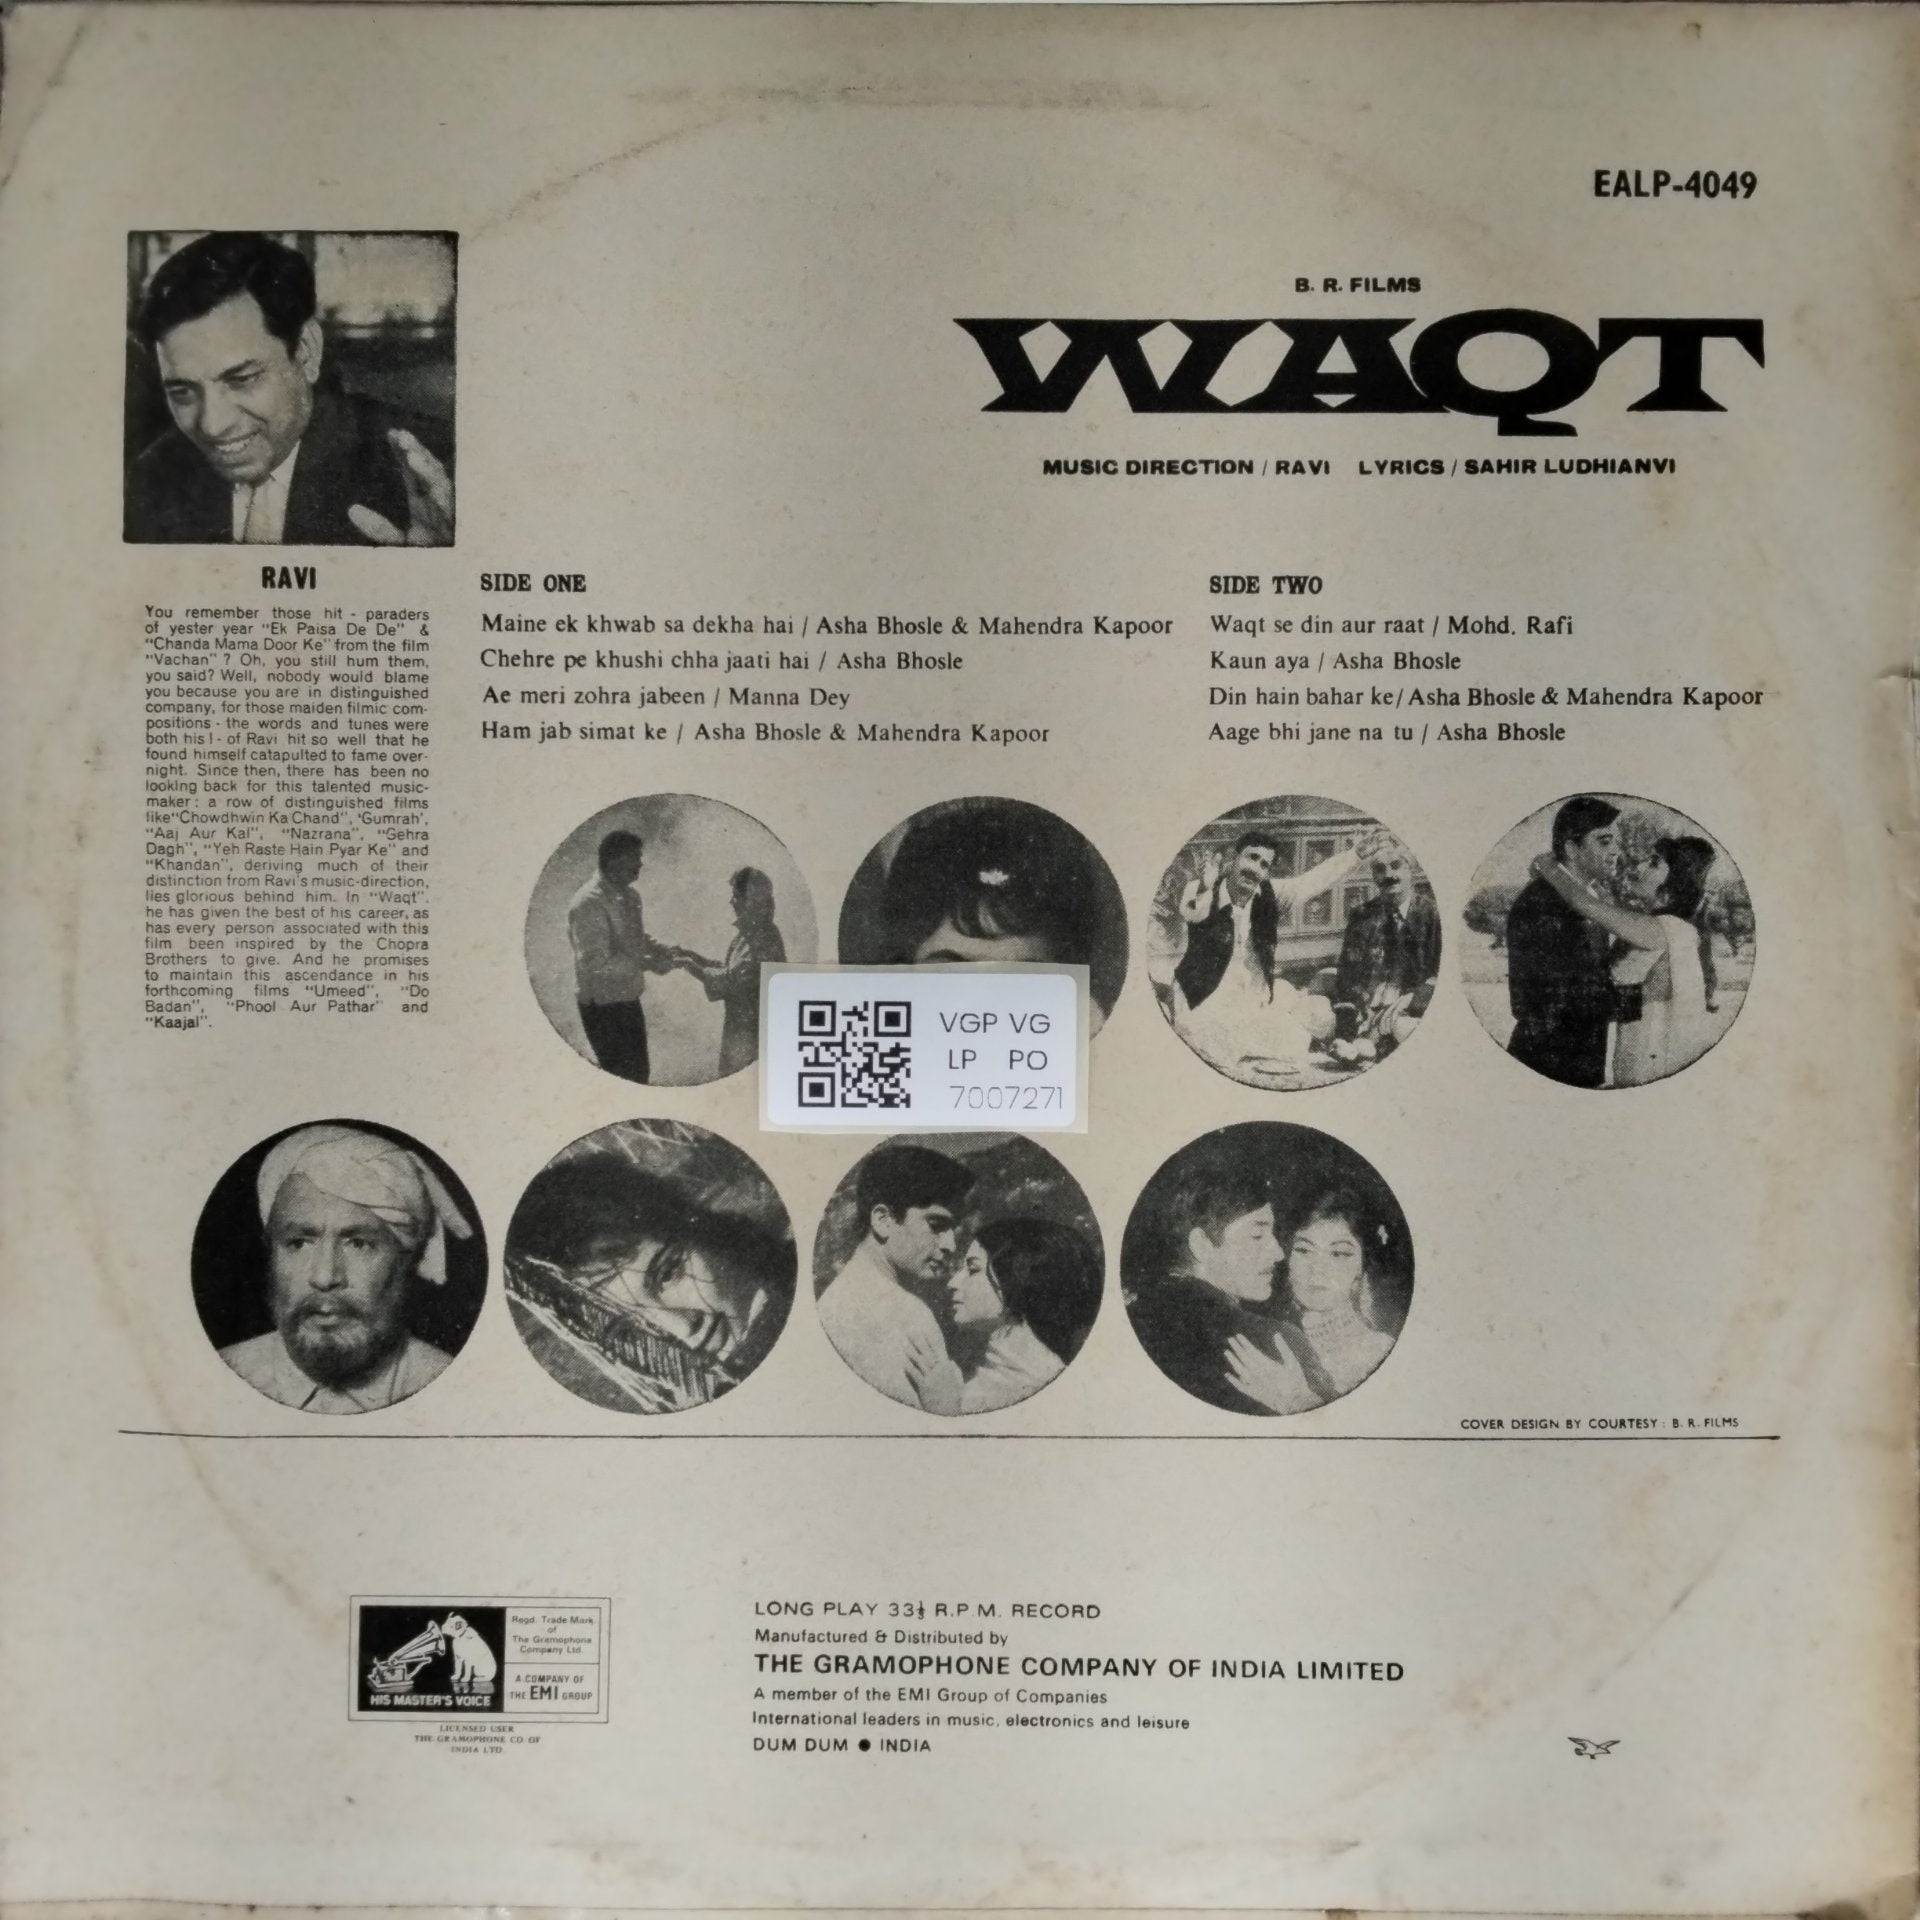 EALP-4049
B. R. FILMS
WAQT
MUSIC DIRECTION / RAVI LYRICS / SAHIR LUDHIANVI
RAVI
You remember those hit - paraders
of yester year "Ek Paisa De De" &
"Chanda Mama Door Ke" from the film
"Vachan" ? Oh, you still hum them,
you said? Well, nobody would blame
you because you are in distinguished
company, for those maiden filmic com-
positions - the words and tunes were
both his! - of Ravi hit so well that he
found himself catapulted to fame over-
night. Since then, there has been no
looking back for this talented music-
maker : a row of distinguished films
like "Chowdhwin Ka Chand", 'Gumrah',
"Aaj Aur Kal", "Nazrana", "Gehra
Dagh", "Yeh Raste Hain Pyar Ke" and
"Khandan", deriving much of their
distinction from Ravi's music-direction,
lies glorious behind him. In "Waqt".
he has given the best of his career, as
has every person associated with this
film been inspired by the Chopra
Brothers to give. And he promises
to maintain this ascendance in his
forthcoming films "Umeed", "Do
Badan", "Phool Aur Pathar" and
"Kaajal".
SIDE ONE
Maine ek khwab sa dekha hai / Asha Bhosle & Mahendra Kapoor
Chehre pe khushi chha jaati hai / Asha Bhosle
Ae meri zohra jabeen / Manna Dey
Ham jab simat ke / Asha Bhosle & Mahendra Kapoor
SIDE TWO
Waqt se din aur raat / Mohd. Rafi
Kaun aya / Asha Bhosle
Din hain bahar ke / Asha Bhosle & Mahendra Kapoor
Aage bhi jane na tu / Asha Bhosle
VGP VG
LP PO
7007271
COVER DESIGN BY COURTESY : B. R. FILMS
HIS MASTER'S VOICE
Regd. Trade Mark
of
The Gramophone
Company Ltd.
A COMPANY OF
THE EMI GROUP
LICENSED USER
THE GRAMOPHONE CO OF
INDIA LTD.
LONG PLAY 33⅓ R.P.M. RECORD
Manufactured & Distributed by
THE GRAMOPHONE COMPANY OF INDIA LIMITED
A member of the EMI Group of Companies
International leaders in music, electronics and leisure
DUM DUM ● INDIA